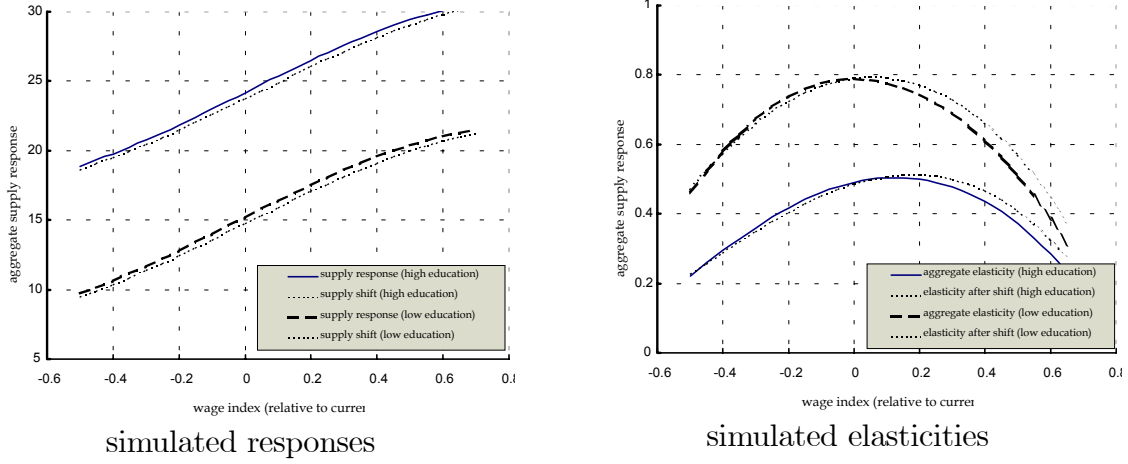 30
25
20
15
10
5
-0.6
-0.4
-0.2
0
0.2
0.4
0.6
aggregate supply response
supply response (high education)
supply shift (high education)
supply response (low education)
supply shift (low education)
wage index (relative to
simulated responses
1
0.8
0.6
0.4
0.2
0
-0.6
-0.4
-0.2
0
0.2
0.4
0.6
aggregate supply response
aggregate elasticity (high education)
elasticity after shift (high education)
aggregate elasticity (low education)
elasticity after shift (low education)
wage index (relative to
simulated elasticities